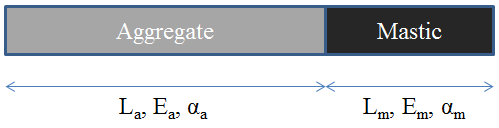 Aggregate Mastic
Lₐ, Eₐ, αₐ Lₘ, Eₘ, αₘ